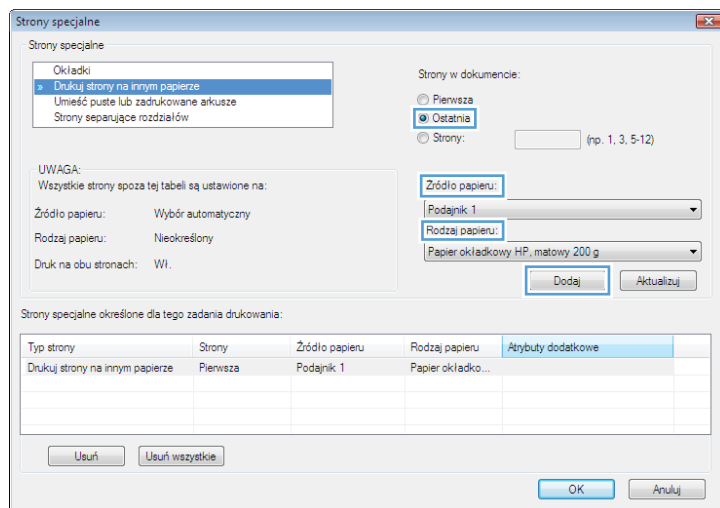 Strony specjalne
Strony specjalne
Okładki
» Drukuj strony na innym papierze
Umieść puste lub zadrukowane arkusze
Strony separujące rozdziałów
Strony w dokumencie:
Pierwsza
Ostatnia
Strony: (np. 1, 3, 5-12)
UWAGA:
Wszystkie strony spoza tej tabeli są ustawione na:
Źródło papieru: Wybór automatyczny
Rodzaj papieru: Nieokreślony
Druk na obu stronach: Wł.
Źródło papieru:
Podajnik 1
Rodzaj papieru:
Papier okładkowy HP, matowy 200 g
Dodaj Aktualizuj
Strony specjalne określone dla tego zadania drukowania:
Typ strony Strony Źródło papieru Rodzaj papieru Atrybuty dodatkowe
Drukuj strony na innym papierze Pierwsza Podajnik 1 Papier okładko...
Usuń Usuń wszystkie
OK Anuluj